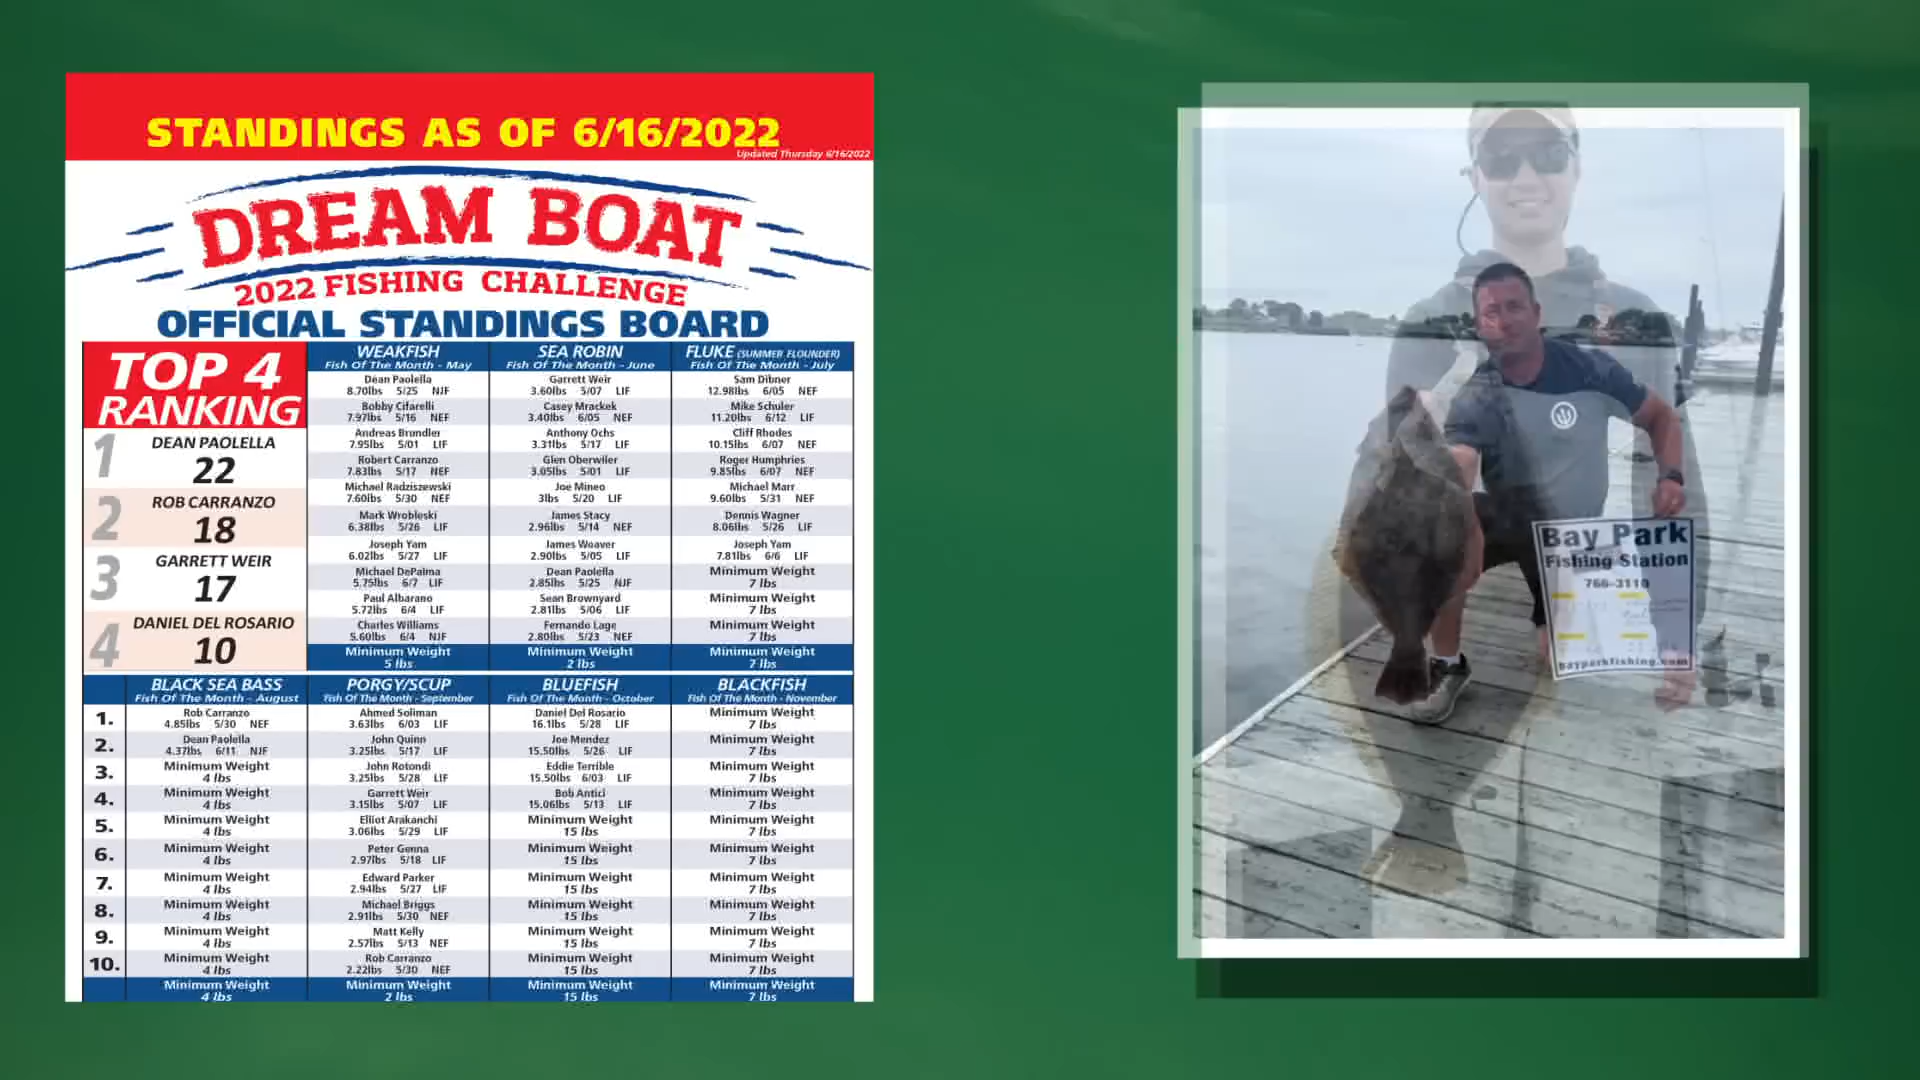 STANDINGS AS OF 6/16/2022
Updated Thursday 6/16/2022
DREAM BOAT
2022 FISHING CHALLENGE
OFFICIAL STANDINGS BOARD
TOP 4
RANKING
1 DEAN PAOLELLA
22
2 ROB CARRANZO
18
3 GARRETT WEIR
17
4 DANIEL DEL ROSARIO
10
WEAKFISH
Fish Of The Month - May
Dean Paolella
8.70lbs 5/25 NJF
Bobby Cifarelli
7.97lbs 5/16 NEF
Andreas Brundler
7.95lbs 5/01 LIF
Robert Carranzo
7.83lbs 5/17 NEF
Michael Radziszewski
7.60lbs 5/30 NEF
Mark Wrobleski
6.38lbs 5/26 LIF
Joseph Yam
6.02lbs 5/27 LIF
Michael DePalma
5.75lbs 6/7 LIF
Paul Albarano
5.72lbs 6/4 LIF
Charles Williams
5.60lbs 6/4 NJF
Minimum Weight
5 lbs
SEA ROBIN
Fish Of The Month - June
Garrett Weir
3.60lbs 5/07 LIF
Casey Mrackek
3.40lbs 6/05 NEF
Anthony Ochs
3.31lbs 5/17 LIF
Glen Oberwiler
3.05lbs 5/01 LIF
Joe Mineo
3lbs 5/20 LIF
James Stacy
2.96lbs 5/14 NEF
James Weaver
2.90lbs 5/05 LIF
Dean Paolella
2.85lbs 5/25 NJF
Sean Brownyard
2.81lbs 5/06 LIF
Fernando Lage
2.80lbs 5/23 NEF
Minimum Weight
2 lbs
FLUKE (SUMMER FLOUNDER)
Fish Of The Month - July
Sam Dibner
12.98lbs 6/05 NEF
Mike Schuler
11.20lbs 6/12 LIF
Cliff Rhodes
10.15lbs 6/07 NEF
Roger Humphries
9.85lbs 6/07 NEF
Michael Marr
9.60lbs 5/31 NEF
Dennis Wagner
8.06lbs 5/26 LIF
Joseph Yam
7.81lbs 6/6 LIF
Minimum Weight
7 lbs
Minimum Weight
7 lbs
Minimum Weight
7 lbs
Minimum Weight
7 lbs
BLACK SEA BASS
Fish Of The Month - August
1. Rob Carranzo
4.85lbs 5/30 NEF
2. Dean Paolella
4.37lbs 6/11 NJF
3. Minimum Weight
4 lbs
4. Minimum Weight
4 lbs
5. Minimum Weight
4 lbs
6. Minimum Weight
4 lbs
7. Minimum Weight
4 lbs
8. Minimum Weight
4 lbs
9. Minimum Weight
4 lbs
10. Minimum Weight
4 lbs
Minimum Weight
4 lbs
PORGY/SCUP
Fish Of The Month - September
Ahmed Soliman
3.63lbs 6/03 LIF
John Quinn
3.25lbs 5/17 LIF
John Rotondi
3.25lbs 5/28 LIF
Garrett Weir
3.15lbs 5/07 LIF
Elliot Arakanchi
3.06lbs 5/29 LIF
Peter Genna
2.97lbs 5/18 LIF
Edward Parker
2.94lbs 5/27 LIF
Michael Briggs
2.91lbs 5/30 NEF
Matt Kelly
2.57lbs 5/13 NEF
Rob Carranzo
2.22lbs 5/30 NEF
Minimum Weight
2 lbs
BLUEFISH
Fish Of The Month - October
Daniel Del Rosario
16.1lbs 5/28 LIF
Joe Mendez
15.50lbs 5/26 LIF
Eddie Terrible
15.50lbs 6/03 LIF
Bob Antici
15.06lbs 5/13 LIF
Minimum Weight
15 lbs
Minimum Weight
15 lbs
Minimum Weight
15 lbs
Minimum Weight
15 lbs
Minimum Weight
15 lbs
Minimum Weight
15 lbs
Minimum Weight
15 lbs
BLACKFISH
Fish Of The Month - November
Minimum Weight
7 lbs
Minimum Weight
7 lbs
Minimum Weight
7 lbs
Minimum Weight
7 lbs
Minimum Weight
7 lbs
Minimum Weight
7 lbs
Minimum Weight
7 lbs
Minimum Weight
7 lbs
Minimum Weight
7 lbs
Minimum Weight
7 lbs
Minimum Weight
7 lbs
Bay Park
Fishing Station
766-3110
bayparkfishing.com